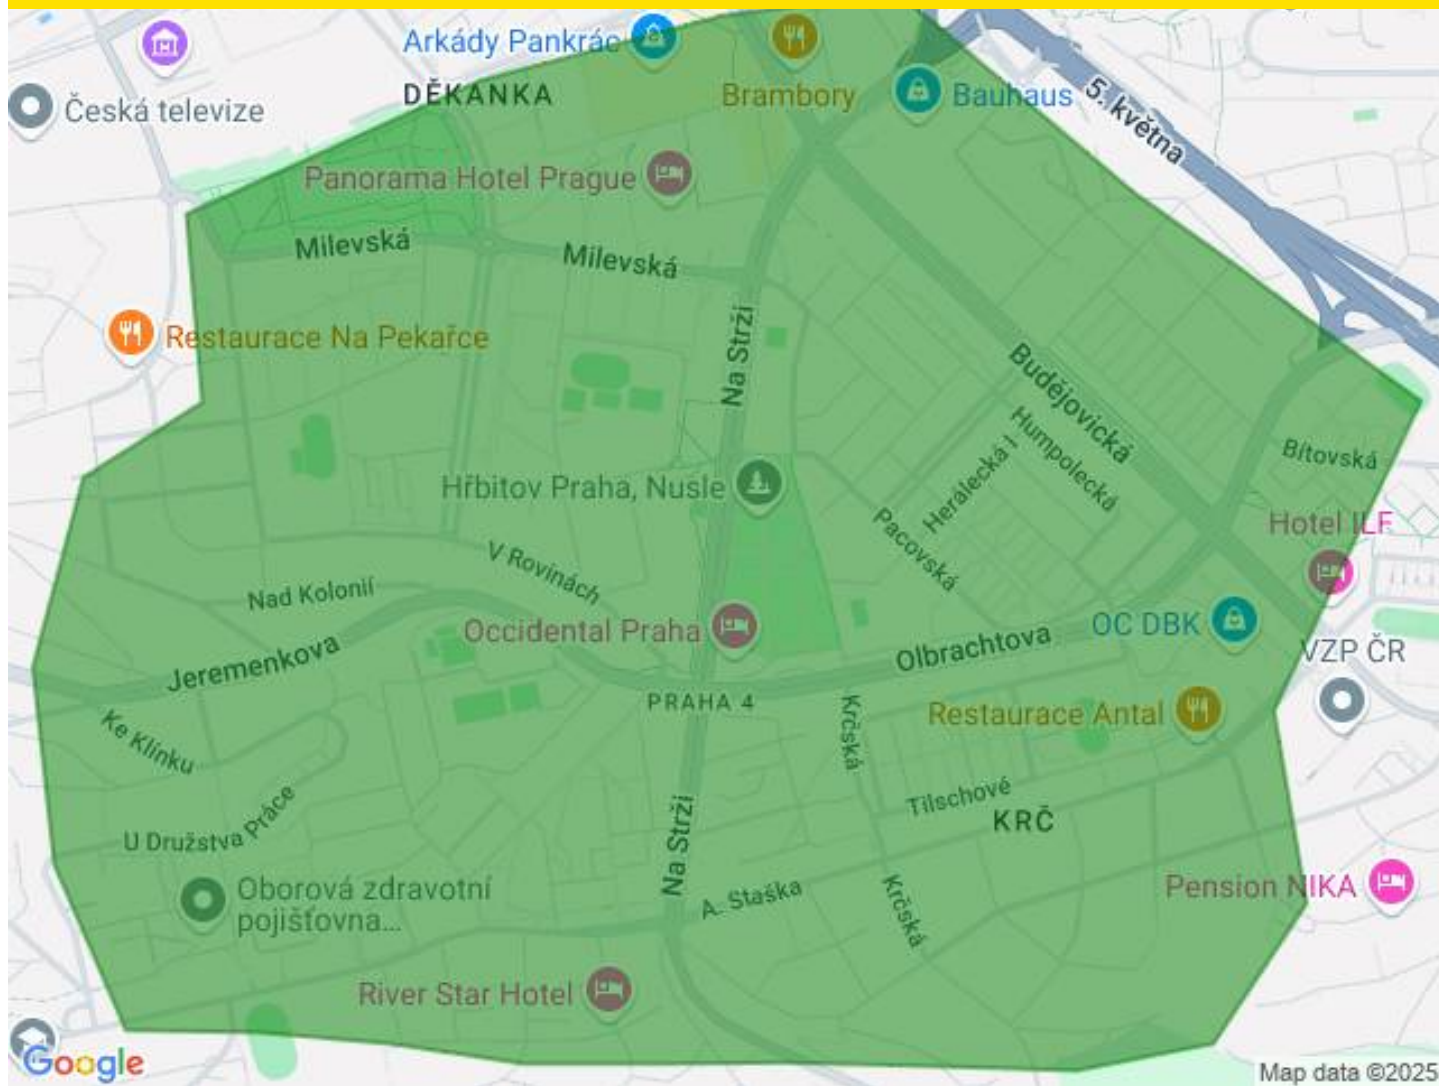 Arkády Pankrác
DĚKANKA
Brambory
Bauhaus
5. května
Česká televize
Panorama Hotel Prague
Milevská
Milevská
Restaurace Na Pekařce
Na Strži
Budějovická
Humpolecká
Herálecká I
Bítovská
Hřbitov Praha, Nusle
Pacovská
Hotel ILF
V Rovinách
Nad Kolonií
Occidental Praha
OC DBK
Jeremenkova
Olbrachtova
VZP ČR
PRAHA 4
Krčská
Restaurace Antal
Ke Klínku
Tilschové
KRČ
U Družstva Práce
Na Strži
Oborová zdravotní
pojišťovna...
A. Staška
Krčská
Pension NIKA
River Star Hotel
Google
Map data ©2025